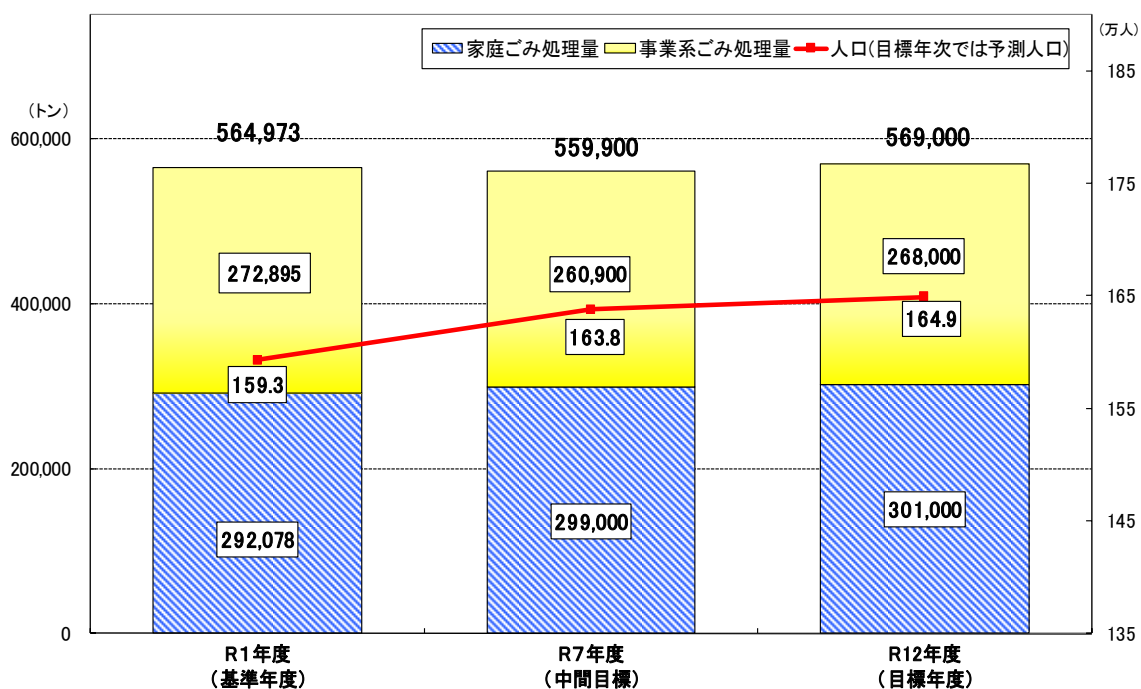 (万人)
家庭ごみ処理量 事業系ごみ処理量 人口(目標年次では予測人口)
185
(トン)
564,973 559,900 569,000
600,000
175
272,895 260,900 268,000
400,000
165
159.3 163.8 164.9
155
200,000
292,078 299,000 301,000
145
0
135
R1年度 R7年度 R12年度
(基準年度) (中間目標) (目標年度)